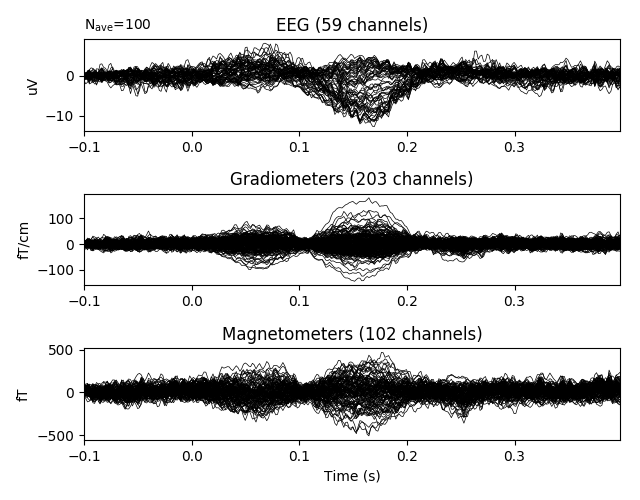 N_ave=100
EEG (59 channels)
0
−10
uV
−0.1 0.0 0.1 0.2 0.3
Gradiometers (203 channels)
100
0
−100
fT/cm
−0.1 0.0 0.1 0.2 0.3
Magnetometers (102 channels)
500
0
−500
fT
−0.1 0.0 0.1 0.2 0.3
Time (s)